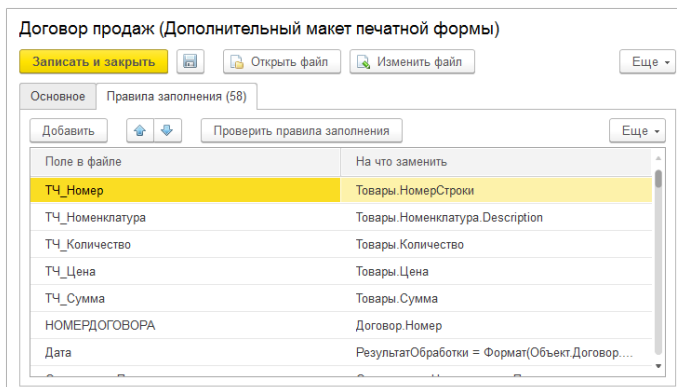 Договор продаж (Дополнительный макет печатной формы)
Записать и закрыть Открыть файл Изменить файл Еще
Основное Правила заполнения (58)
Добавить Проверить правила заполнения Еще
Поле в файле На что заменить
ТЧ_Номер Товары.НомерСтроки
ТЧ_Номенклатура Товары.Номенклатура.Description
ТЧ_Количество Товары.Количество
ТЧ_Цена Товары.Цена
ТЧ_Сумма Товары.Сумма
НОМЕРДОГОВОРА Договор.Номер
Дата РезультатОбработки = Формат(Объект.Договор....